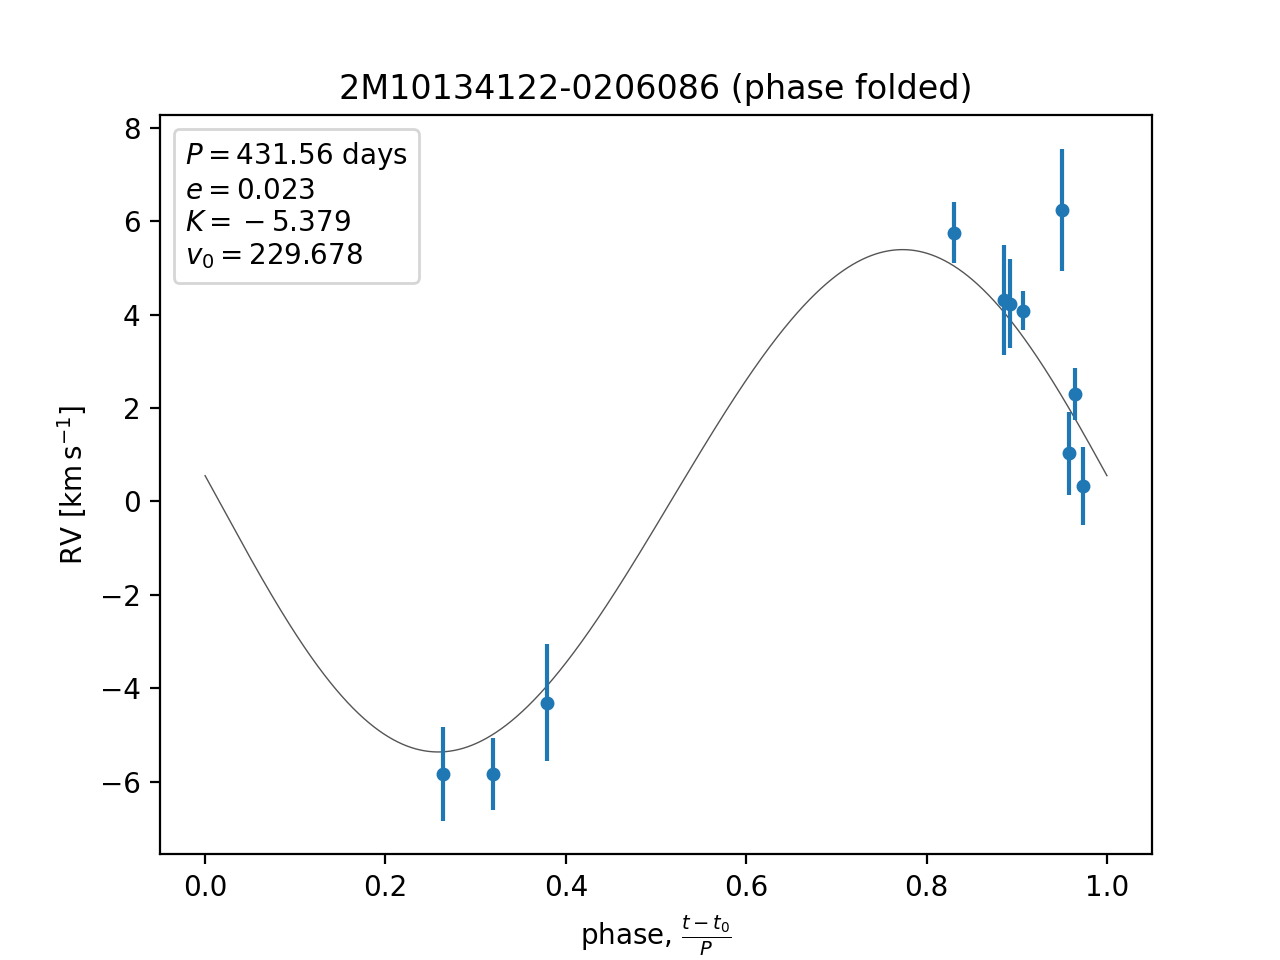 2M10134122-0206086 (phase folded)
P = 431.56 days
e = 0.023
K = −5.379
v₀ = 229.678
8
6
4
2
0
−2
−4
−6
RV [km s⁻¹]
0.0 0.2 0.4 0.6 0.8 1.0
phase, (t − t₀)/P